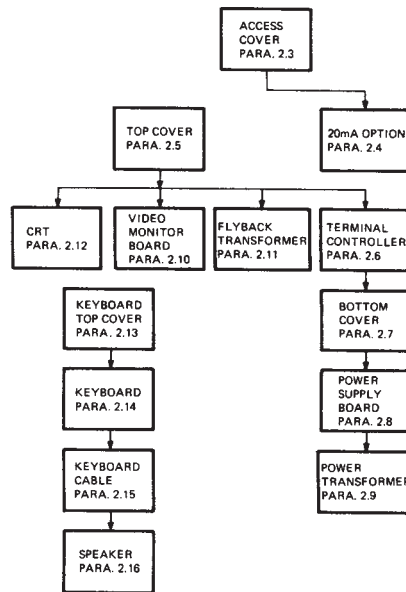 ACCESS
COVER
PARA. 2.3
TOP COVER
PARA. 2.5
20mA OPTION
PARA. 2.4
CRT
PARA. 2.12
VIDEO
MONITOR
BOARD
PARA. 2.10
FLYBACK
TRANSFORMER
PARA. 2.11
TERMINAL
CONTROLLER
PARA. 2.6
KEYBOARD
TOP COVER
PARA. 2.13
BOTTOM
COVER
PARA. 2.7
KEYBOARD
PARA. 2.14
POWER
SUPPLY
BOARD
PARA. 2.8
KEYBOARD
CABLE
PARA. 2.15
POWER
TRANSFORMER
PARA. 2.9
SPEAKER
PARA. 2.16